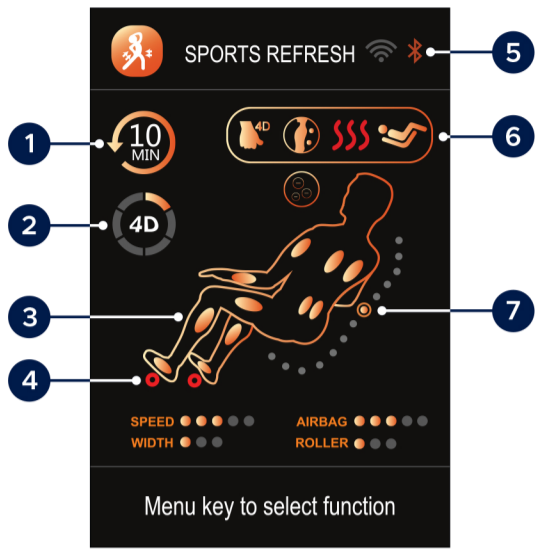 SPORTS REFRESH
5
1
10
MIN
4D
6
2
4D
3
7
4
SPEED
AIRBAG
WIDTH
ROLLER
Menu key to select function